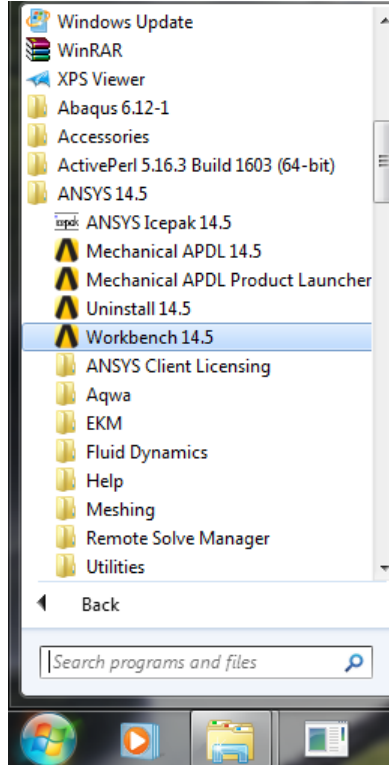 Windows Update
WinRAR
XPS Viewer
Abaqus 6.12-1
Accessories
ActivePerl 5.16.3 Build 1603 (64-bit)
ANSYS 14.5
ANSYS Icepak 14.5
Mechanical APDL 14.5
Mechanical APDL Product Launcher
Uninstall 14.5
Workbench 14.5
ANSYS Client Licensing
Aqwa
EKM
Fluid Dynamics
Help
Meshing
Remote Solve Manager
Utilities
Back
Search programs and files